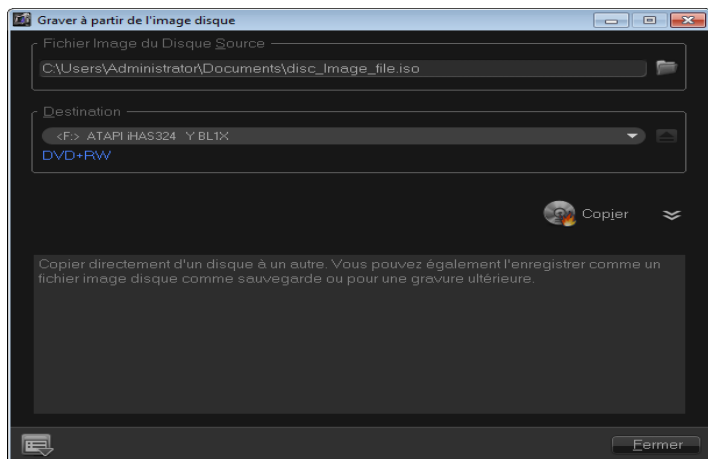 Graver à partir de l'image disque
Fichier Image du Disque Source
C:\Users\Administrator\Documents\disc_Image_file.iso
Destination
<F:> ATAPI iHAS324 Y BL1X
DVD+RW
Copier
Copier directement d'un disque à un autre. Vous pouvez également l'enregistrer comme un
fichier image disque comme sauvegarde ou pour une gravure ultérieure.
Fermer